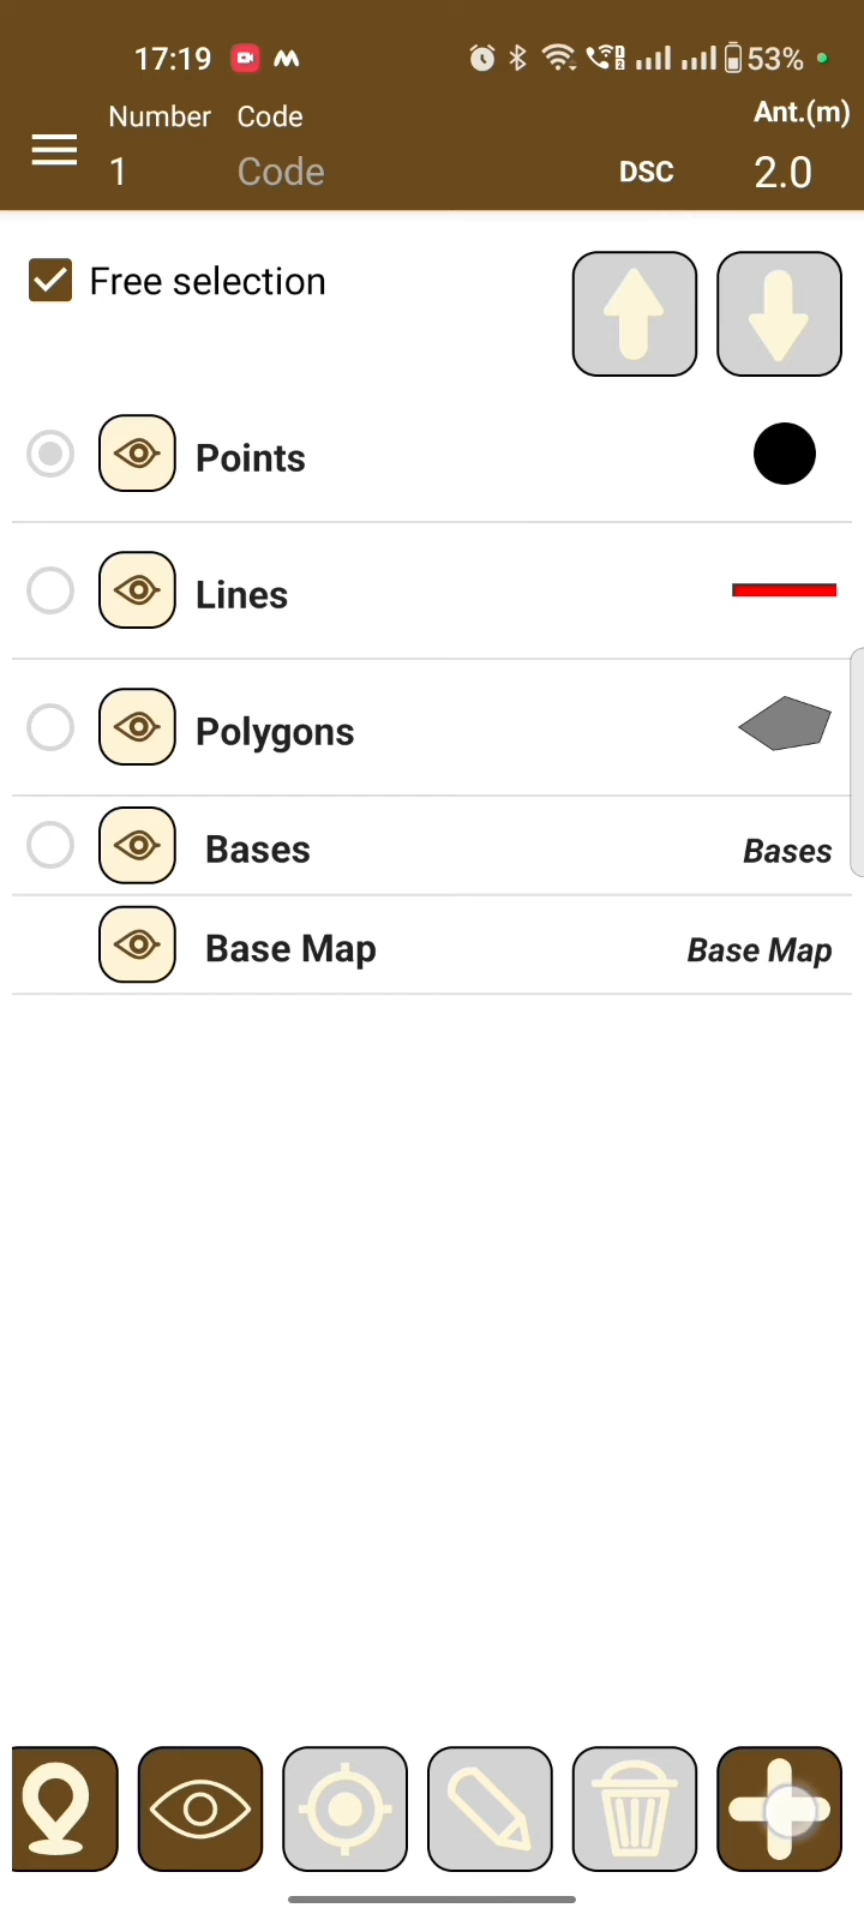 17:19 53%
Number Code Ant.(m)
1 Code DSC 2.0
Free selection
Points
Lines
Polygons
Bases Bases
Base Map Base Map